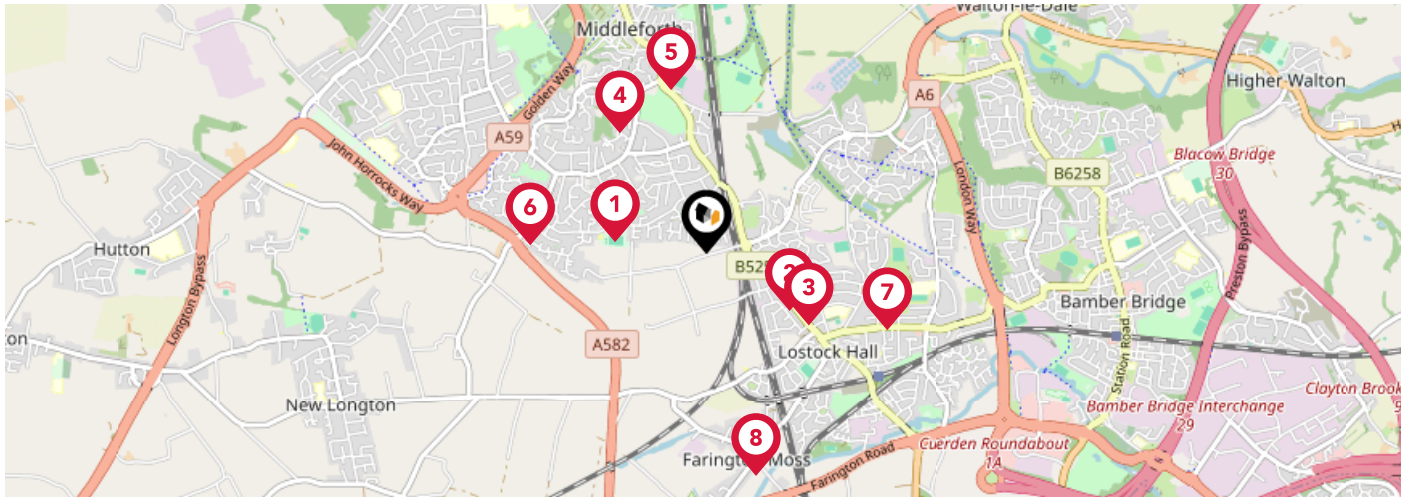 Walton-le-Dale
Middleforth
5
Higher Walton
4
A6
Golden Way
A59
John Horrocks Way
London Way
Blacow Bridge
30
B6258
6
1
Hutton
Longton Bypass
Preston Bypass
2
3
7
Bamber Bridge
A582
Lostock Hall
Station Road
New Longton
Clayton Brook
Bamber Bridge Interchange
29
8
Farington Moss
Farington Road
Cuerden Roundabout
1A